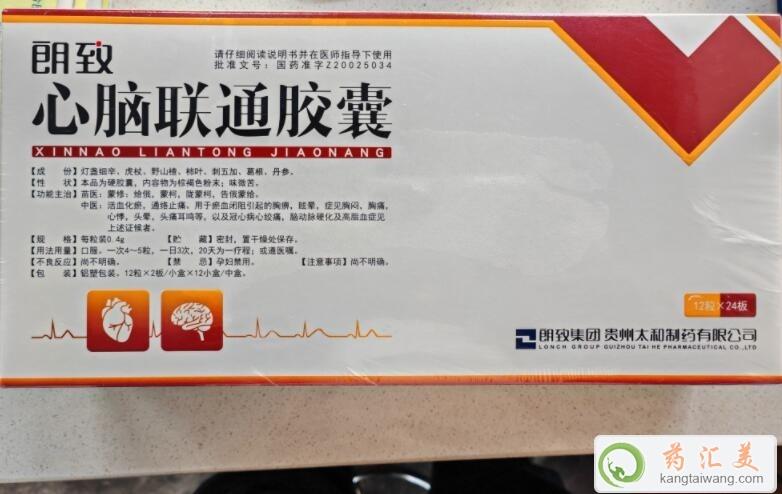 朗致
请仔细阅读说明书并在医师指导下使用
批准文号：国药准字Z20025034
心脑联通胶囊
XINNAO LIANTONG JIAONANG
【成　份】灯盏细辛、虎杖、野山楂、柿叶、刺五加、葛根、丹参。
【性　状】本品为硬胶囊，内容物为棕褐色粉末；味微苦。
【功能主治】苗医：蒙修：烩俄，蒙柯，陇蒙柯，告俄蒙给。
中医：活血化瘀，通络止痛。用于瘀血闭阻引起的胸痹，眩晕，症见胸闷，胸痛，
心悸，头晕，头痛耳鸣等，以及冠心病心绞痛，脑动脉硬化及高脂血症见
上述证候者。
【规　格】每粒装0.4g　【贮　藏】密封，置干燥处保存。
【用法用量】口服。一次4～5粒，一日3次，20天为一疗程；或遵医嘱。
【不良反应】尚不明确。　【禁　忌】孕妇禁用。　【注意事项】尚不明确。
【包　装】铝塑包装。12粒×2板/小盒×12小盒/中盒。
12粒×24板
朗致集团 贵州太和制药有限公司
LONCH GROUP GUIZHOU TAI HE PHARMACEUTICAL CO.,LTD
药汇美
kangtaiwang.com